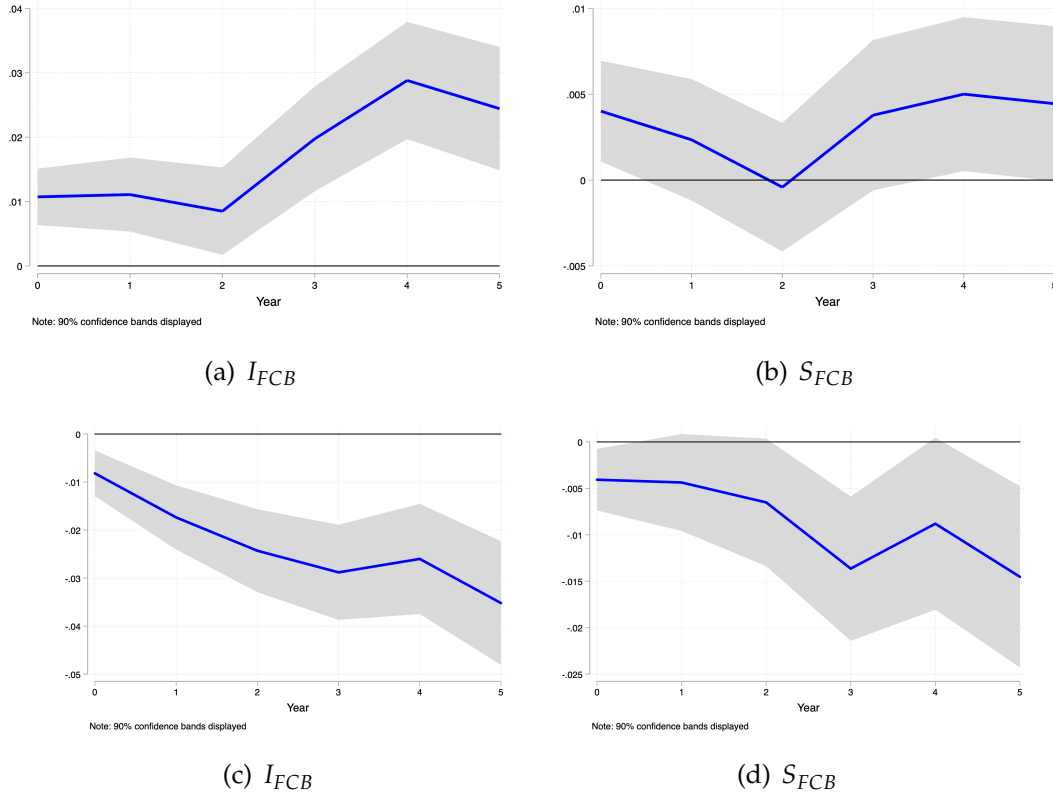 .04
.03
.02
.01
0
0 1 2 3 4 5
Year
Note: 90% confidence bands displayed
(a) I_FCB
.01
.005
0
-.005
0 1 2 3 4
Year
Note: 90% confidence bands displayed
(b) S_FCB
0
-.01
-.02
-.03
-.04
-.05
0 1 2 3 4 5
Year
Note: 90% confidence bands displayed
(c) I_FCB
0
-.005
-.01
-.015
-.02
-.025
0 1 2 3 4 5
Year
Note: 90% confidence bands displayed
(d) S_FCB